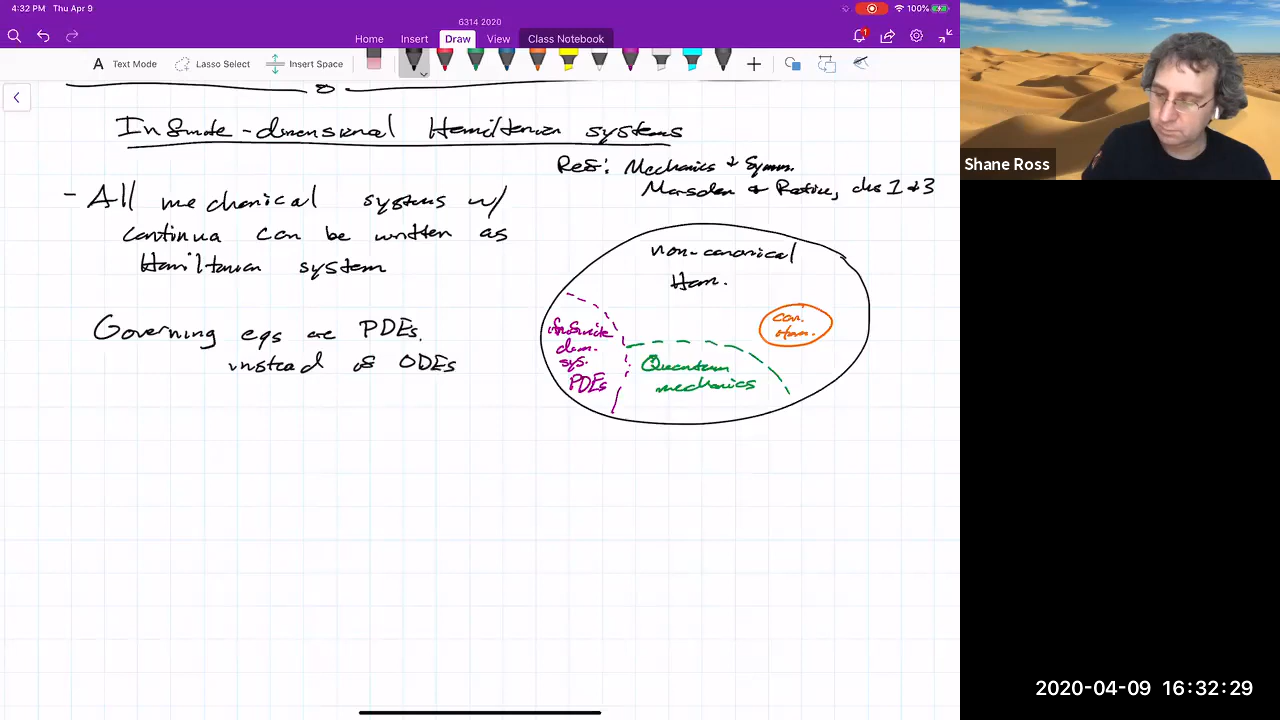 4:32 PM Thu Apr 9
100%
6314 2020
Home Insert Draw View Class Notebook
A Text Mode Lasso Select Insert Space
Infinite-dimensional Hamiltonian systems
Ref: Mechanics & Symm.
Marsden & Ratiu, chs 1 & 3
- All mechanical systems w/
continua can be written as
Hamiltonian system
Governing eqs are PDEs.
instead of ODEs
non-canonical
Ham.
can.
Ham.
infinite
dim.
sys.
PDEs
Quantum
mechanics
Shane Ross
2020-04-09 16:32:29